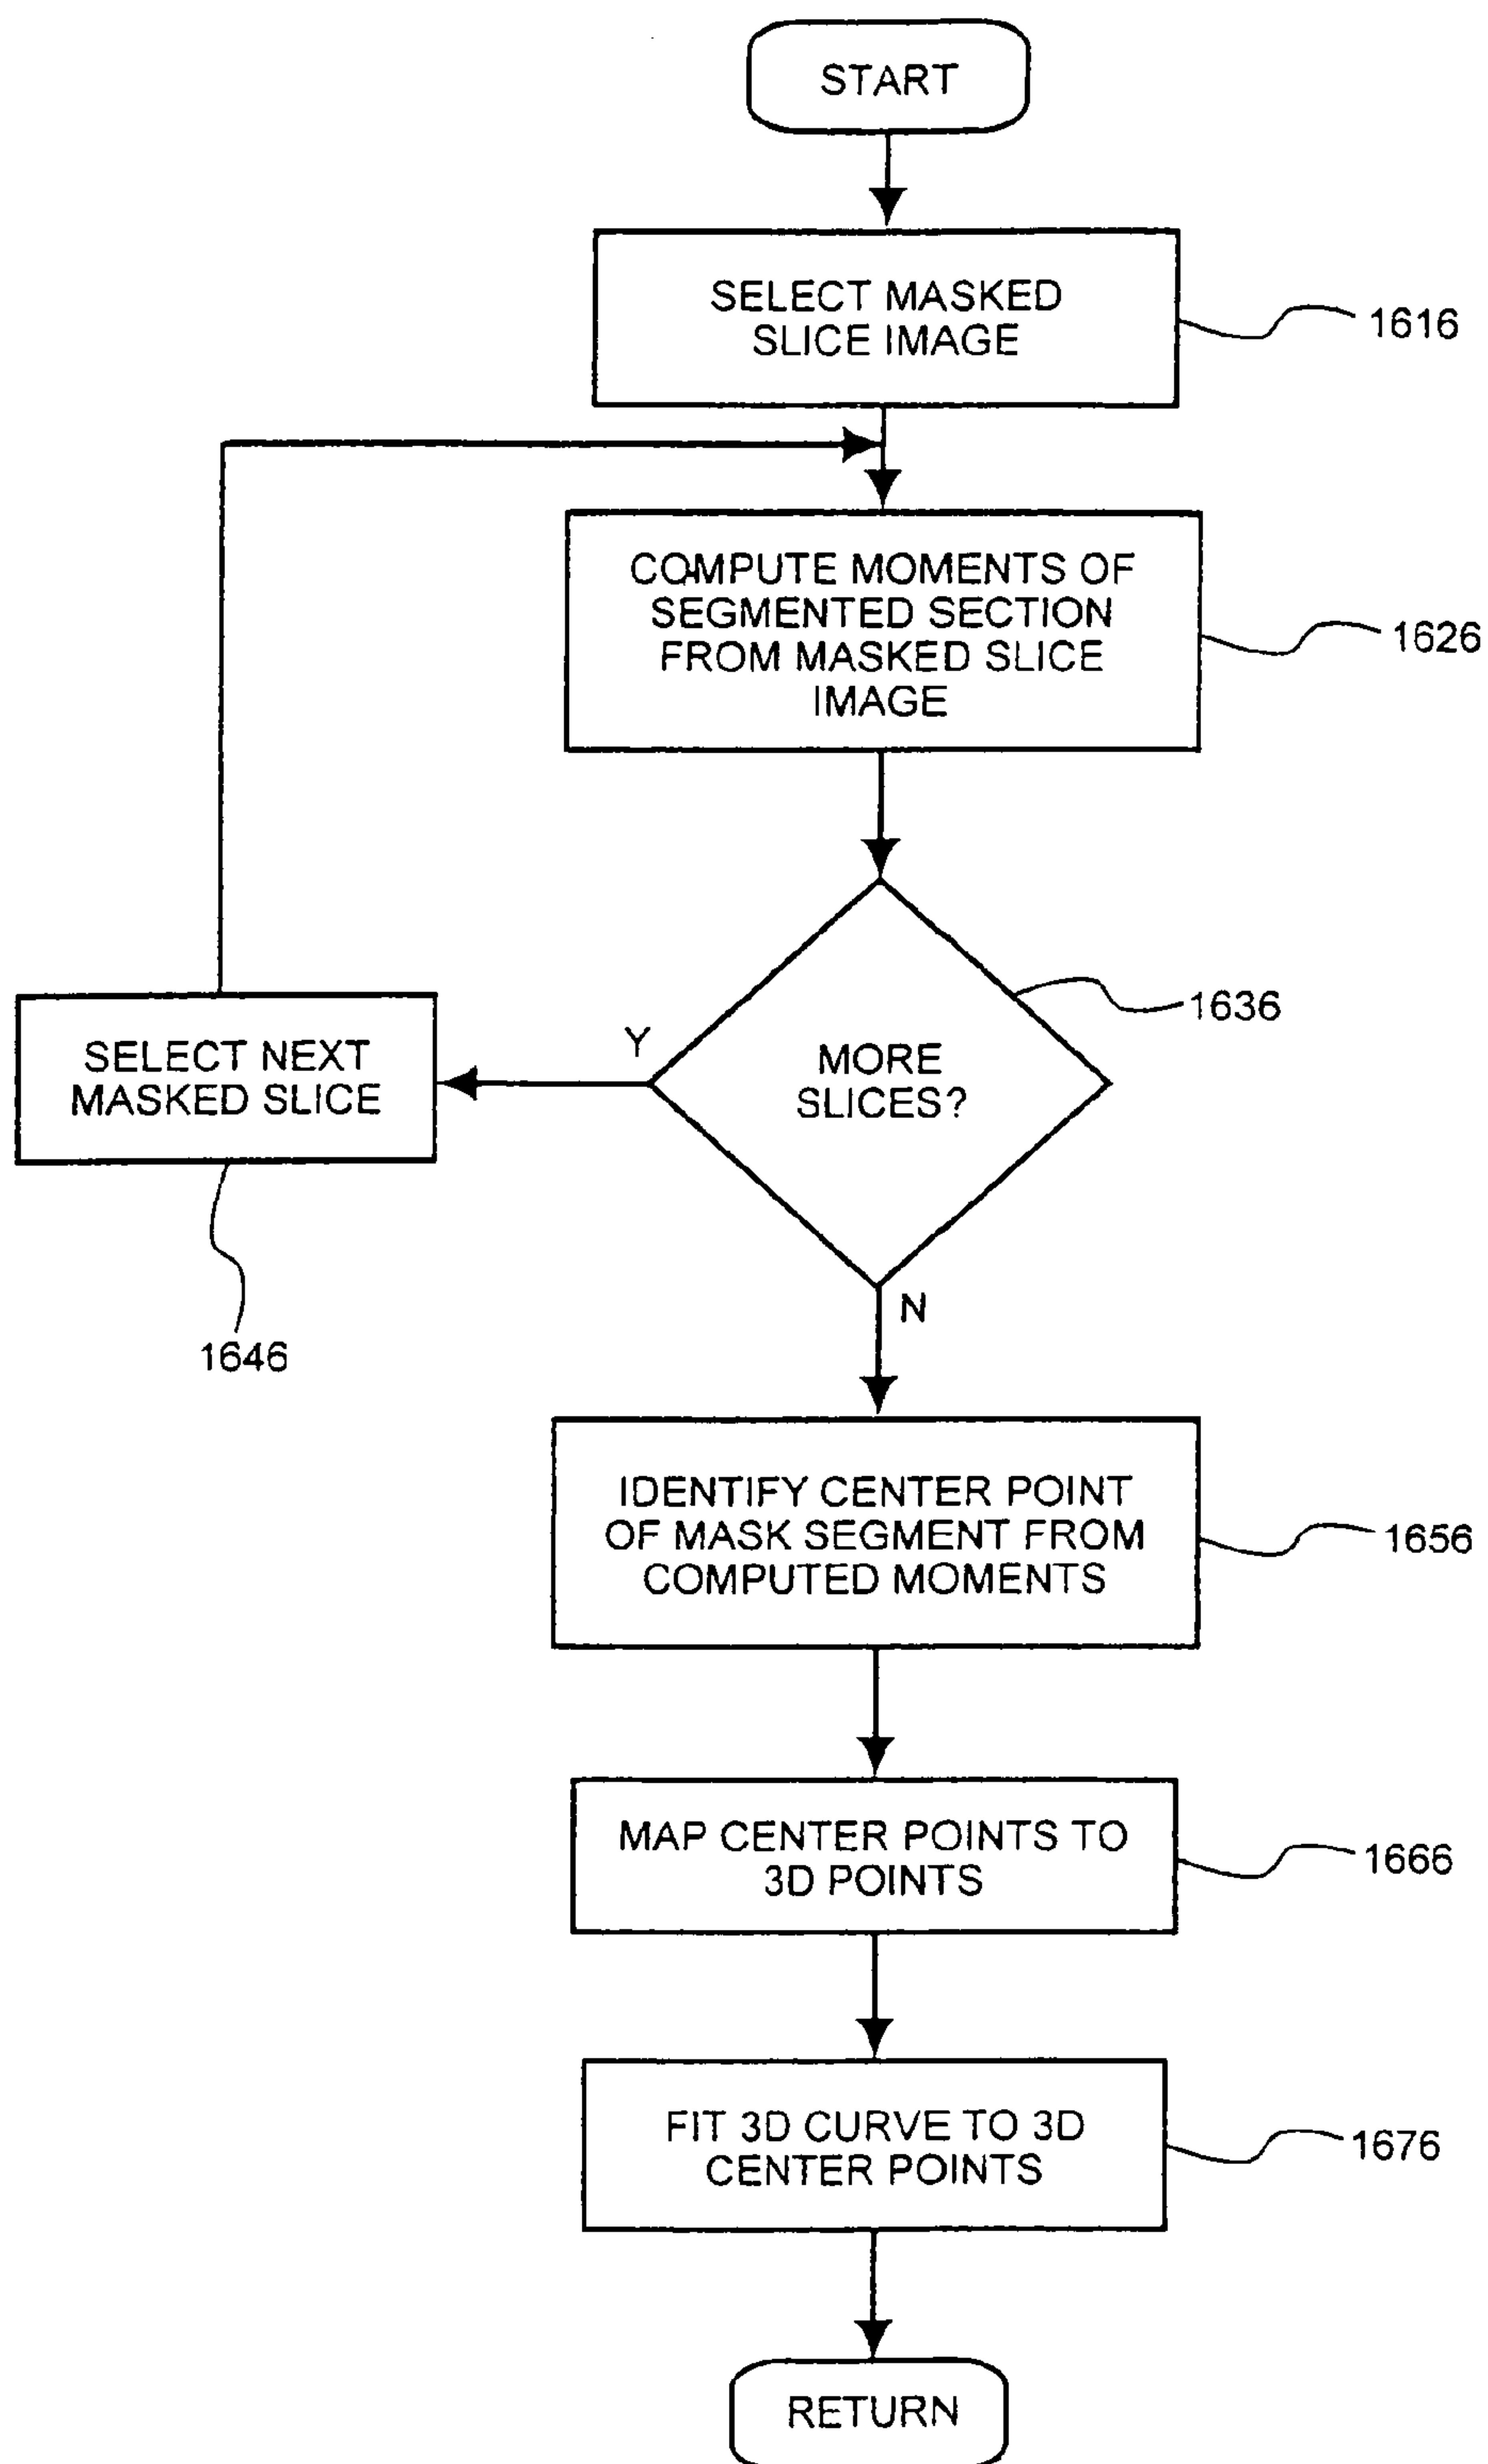 START
SELECT MASKED
SLICE IMAGE
1616
COMPUTE MOMENTS OF
SEGMENTED SECTION
FROM MASKED SLICE
IMAGE
1626
1636
MORE
SLICES?
Y
SELECT NEXT
MASKED SLICE
1646
N
IDENTIFY CENTER POINT
OF MASK SEGMENT FROM
COMPUTED MOMENTS
1656
MAP CENTER POINTS TO
3D POINTS
1666
FIT 3D CURVE TO 3D
CENTER POINTS
1676
RETURN